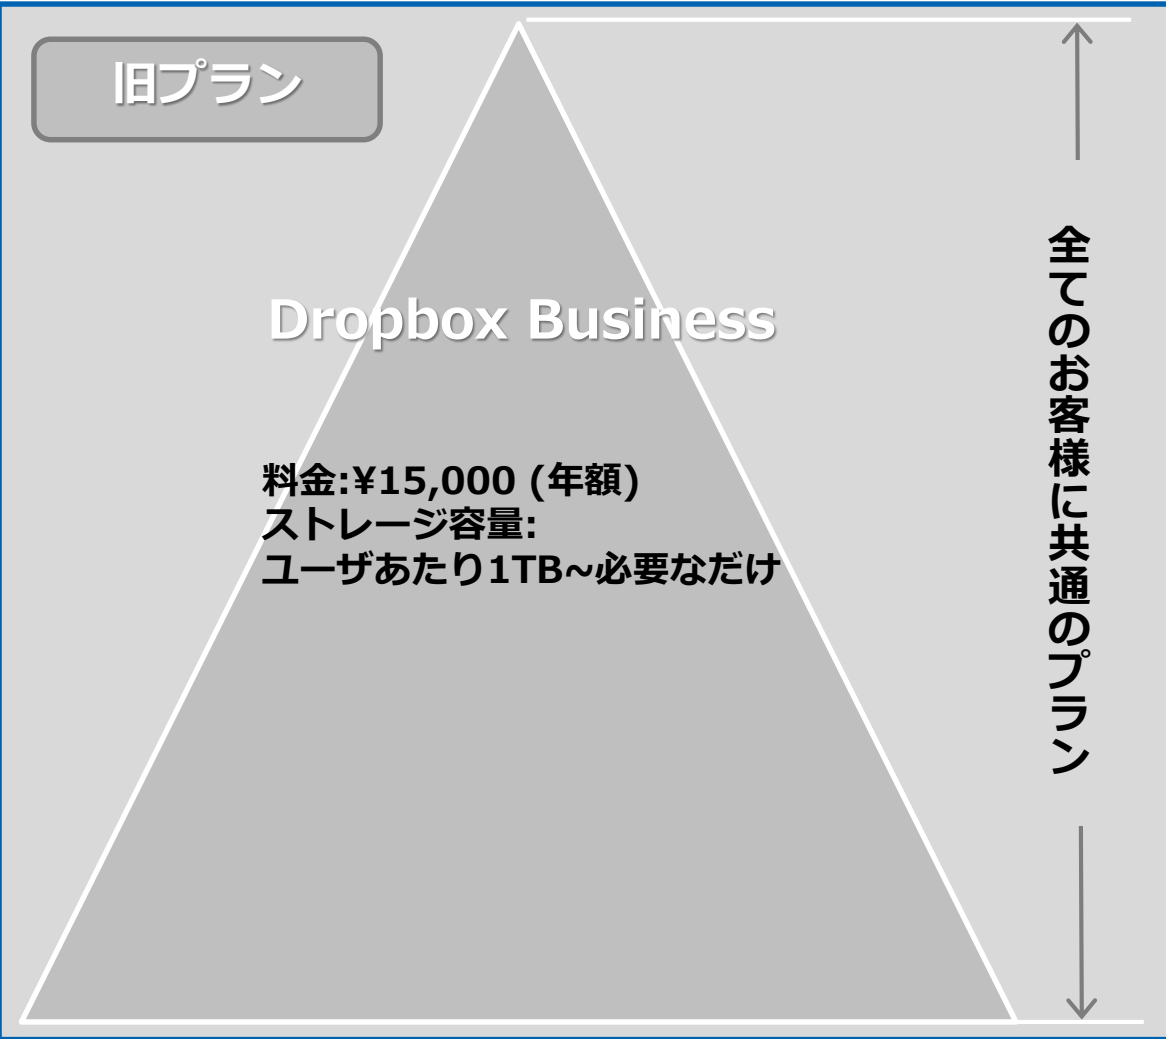 旧プラン
Dropbox Business
料金:¥15,000 (年額)
ストレージ容量:
ユーザあたり1TB~必要なだけ
全てのお客様に共通のプラン